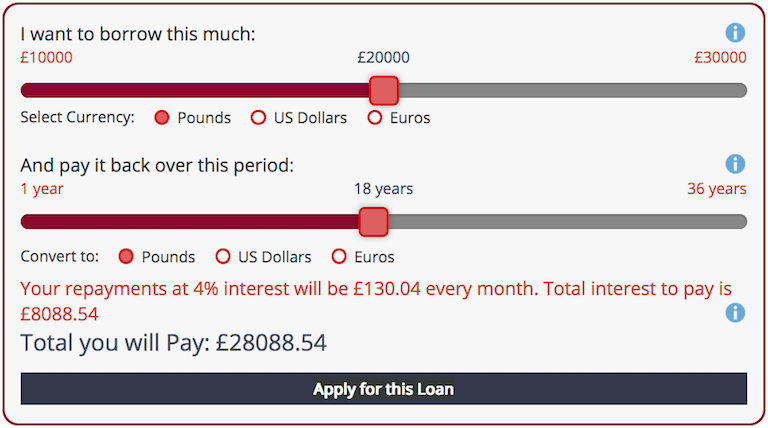 I want to borrow this much:
£10000 £20000 £30000
Select Currency: Pounds US Dollars Euros
And pay it back over this period:
1 year 18 years 36 years
Convert to: Pounds US Dollars Euros
Your repayments at 4% interest will be £130.04 every month. Total interest to pay is
£8088.54
Total you will Pay: £28088.54
Apply for this Loan